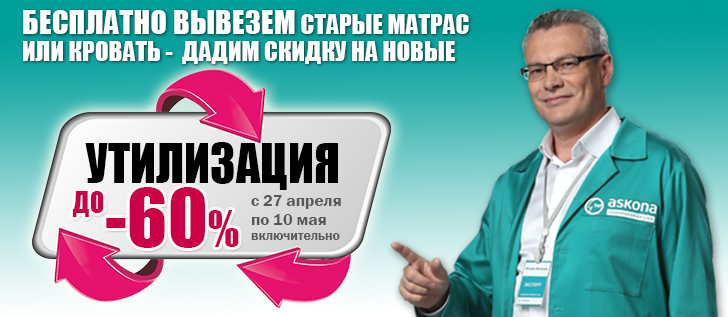 БЕСПЛАТНО ВЫВЕЗЕМ СТАРЫЕ МАТРАС
ИЛИ КРОВАТЬ - ДАДИМ СКИДКУ НА НОВЫЕ
УТИЛИЗАЦИЯ
ДО -60%
с 27 апреля
по 10 мая
включительно
askona
ЭКСПЕРТ